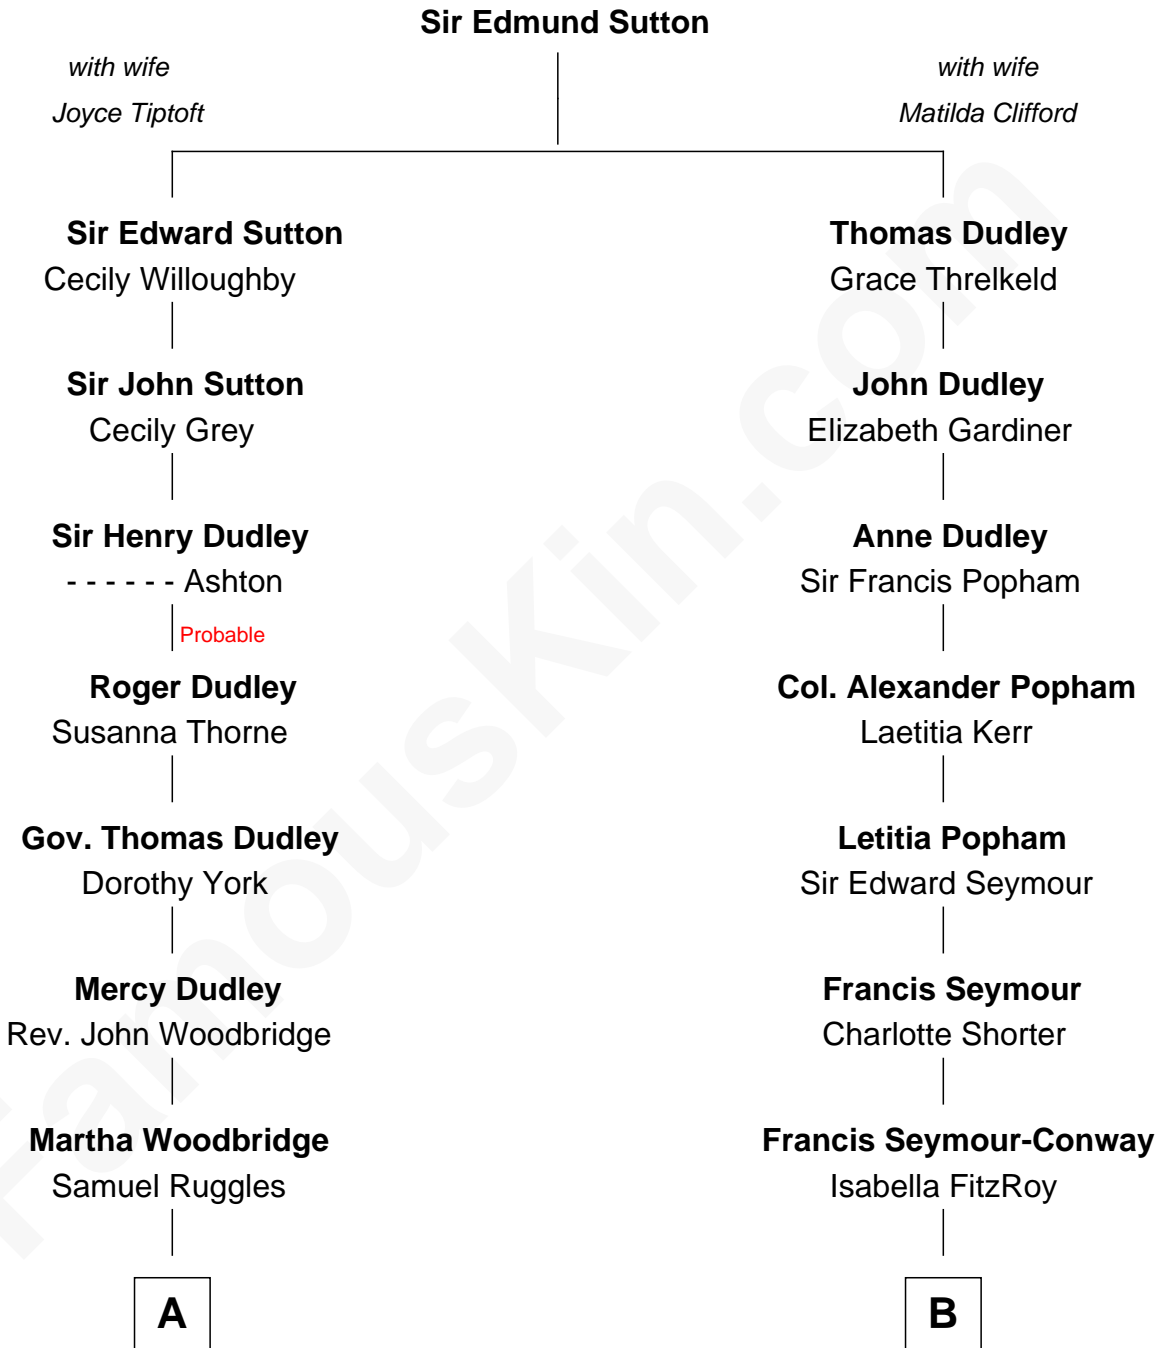 Sir Edmund Sutton
with wife
Joyce Tiptoft
with wife
Matilda Clifford
Sir Edward Sutton
Cecily Willoughby
Thomas Dudley
Grace Threlkeld
Sir John Sutton
Cecily Grey
John Dudley
Elizabeth Gardiner
Sir Henry Dudley
- - - - - - Ashton
Anne Dudley
Sir Francis Popham
Probable
Roger Dudley
Susanna Thorne
Col. Alexander Popham
Laetitia Kerr
Gov. Thomas Dudley
Dorothy York
Letitia Popham
Sir Edward Seymour
Mercy Dudley
Rev. John Woodbridge
Francis Seymour
Charlotte Shorter
Martha Woodbridge
Samuel Ruggles
Francis Seymour-Conway
Isabella FitzRoy
A
B
FamousKin.com